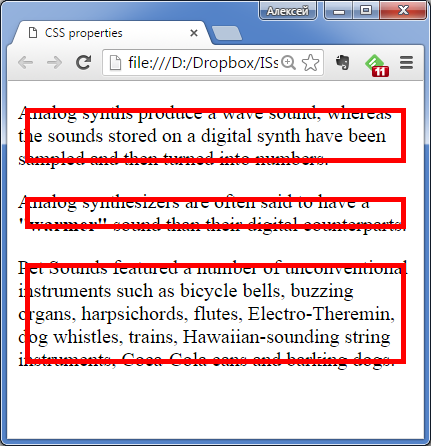 Алексей
CSS properties
file:///D:/Dropbox/ISs
11
Analog synths produce a wave sound, whereas
the sounds stored on a digital synth have been
sampled and then turned into numbers.
Analog synthesizers are often said to have a
"warmer" sound than their digital counterparts.
Pet Sounds featured a number of unconventional
instruments such as bicycle bells, buzzing
organs, harpsichords, flutes, Electro-Theremin,
dog whistles, trains, Hawaiian-sounding string
instruments, Coca-Cola cans and barking dogs.